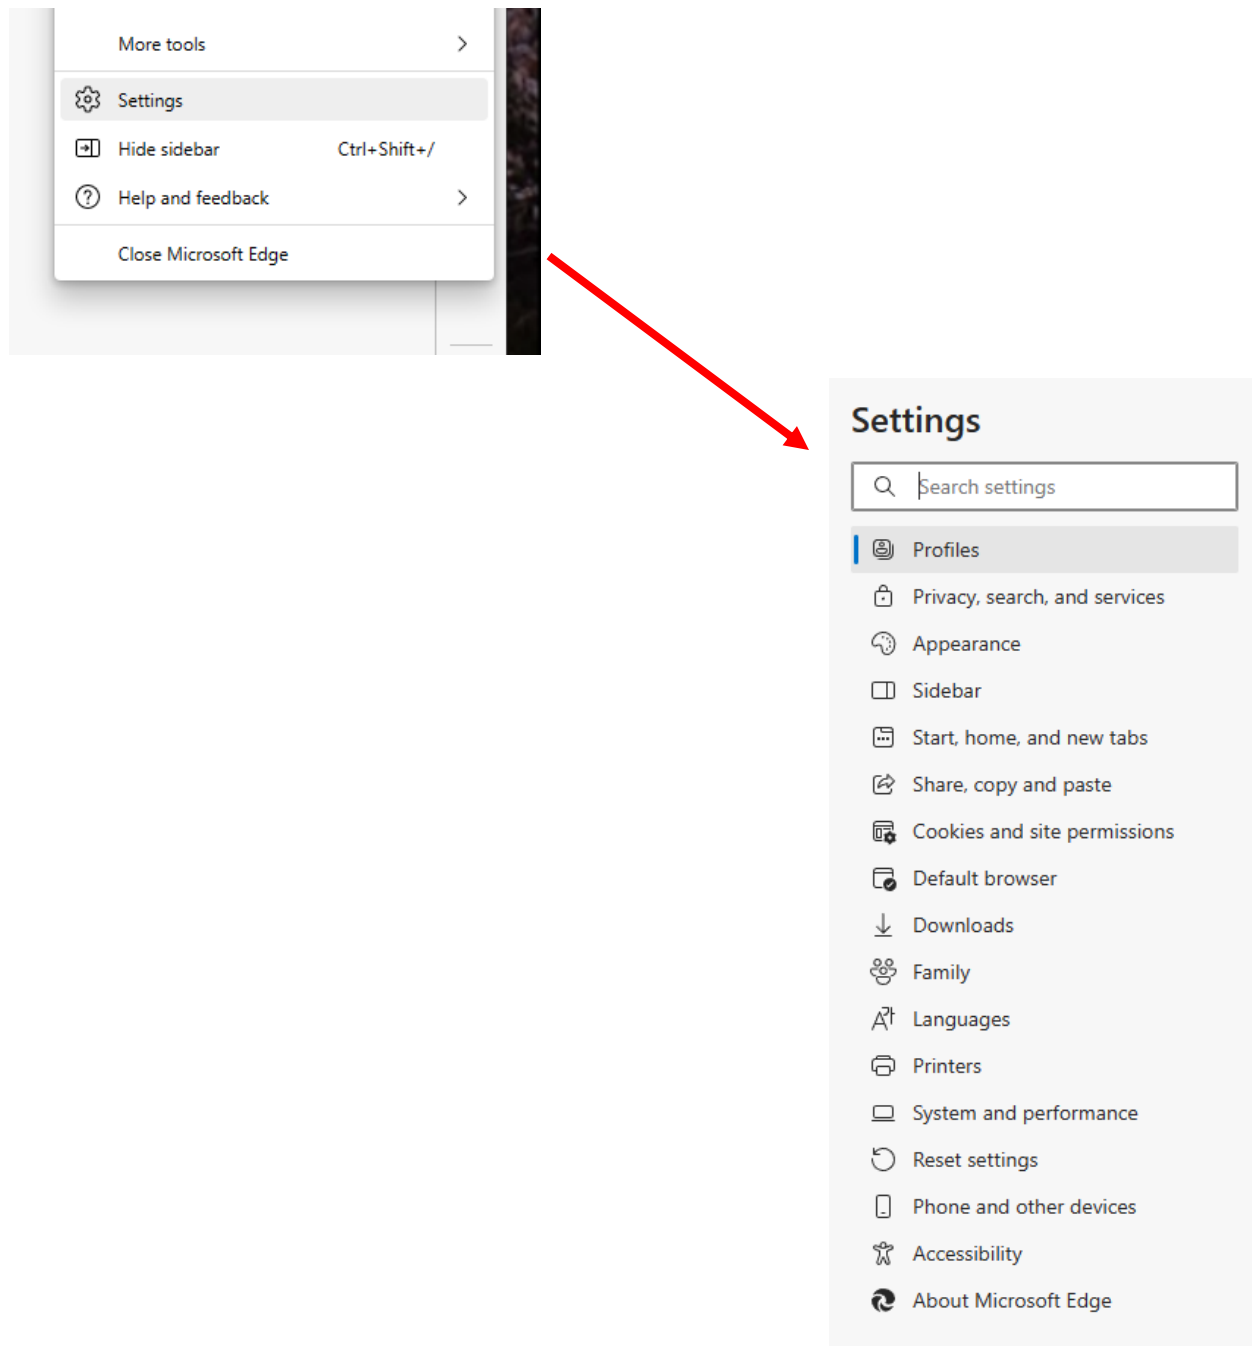 More tools
Settings
Hide sidebar Ctrl+Shift+/
Help and feedback
Close Microsoft Edge
Settings
Search settings
Profiles
Privacy, search, and services
Appearance
Sidebar
Start, home, and new tabs
Share, copy and paste
Cookies and site permissions
Default browser
Downloads
Family
Languages
Printers
System and performance
Reset settings
Phone and other devices
Accessibility
About Microsoft Edge